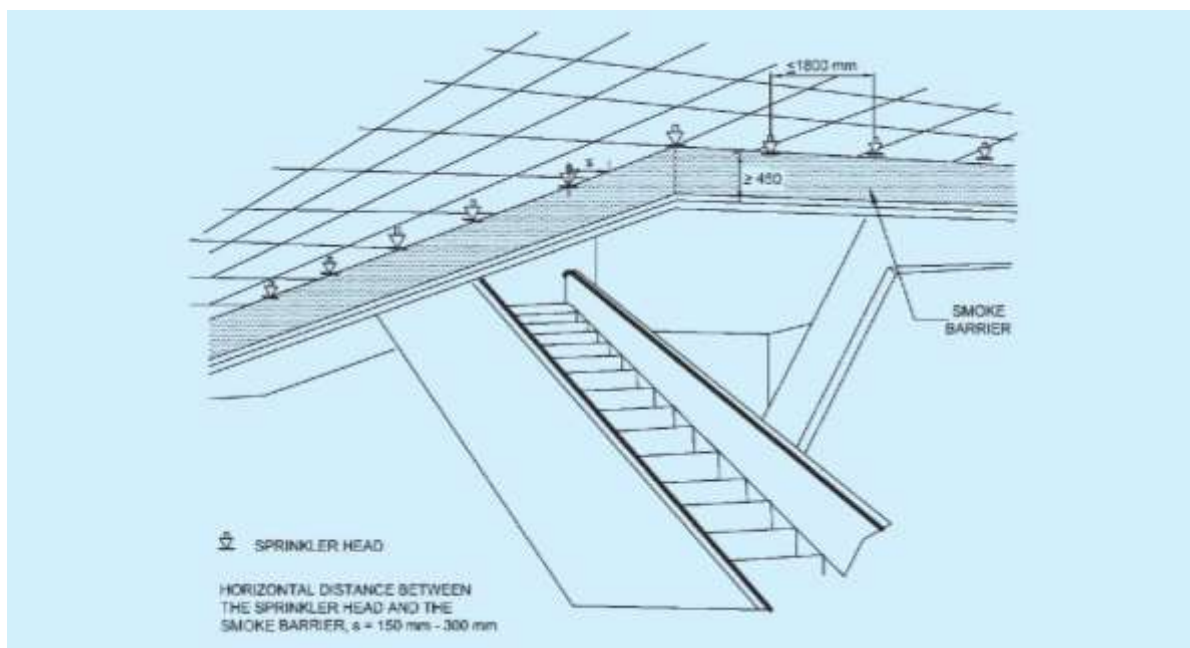 ≤1800 mm
s
≥ 450
SMOKE
BARRIER
SPRINKLER HEAD
HORIZONTAL DISTANCE BETWEEN
THE SPRINKLER HEAD AND THE
SMOKE BARRIER, s = 150 mm - 300 mm